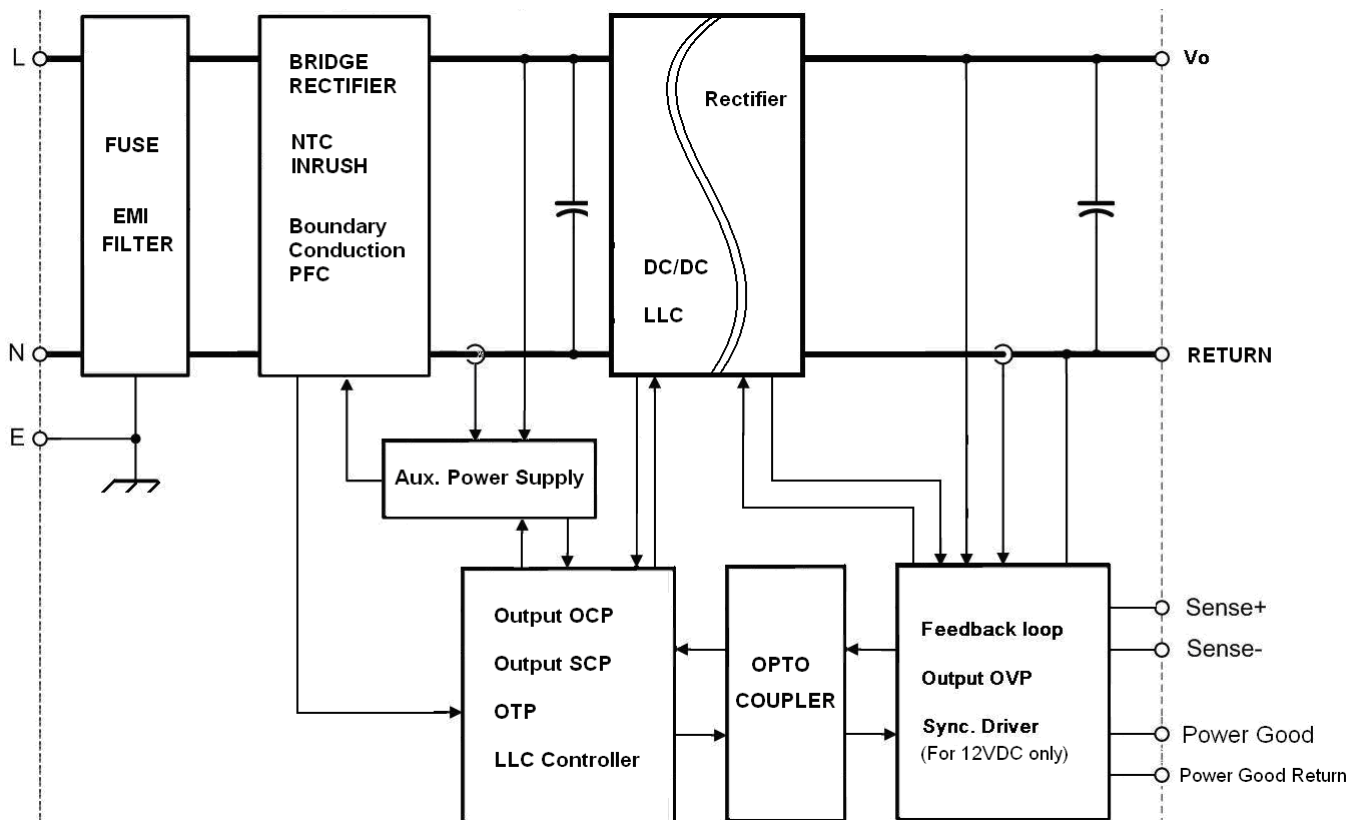 L
BRIDGE
RECTIFIER
Vo
Rectifier
FUSE
NTC
INRUSH
EMI
FILTER
Boundary
Conduction
PFC
DC/DC
LLC
N
RETURN
E
Aux. Power Supply
Output OCP
Output SCP
OTP
LLC Controller
OPTO
COUPLER
Feedback loop
Output OVP
Sync. Driver
(For 12VDC only)
Sense+
Sense-
Power Good
Power Good Return